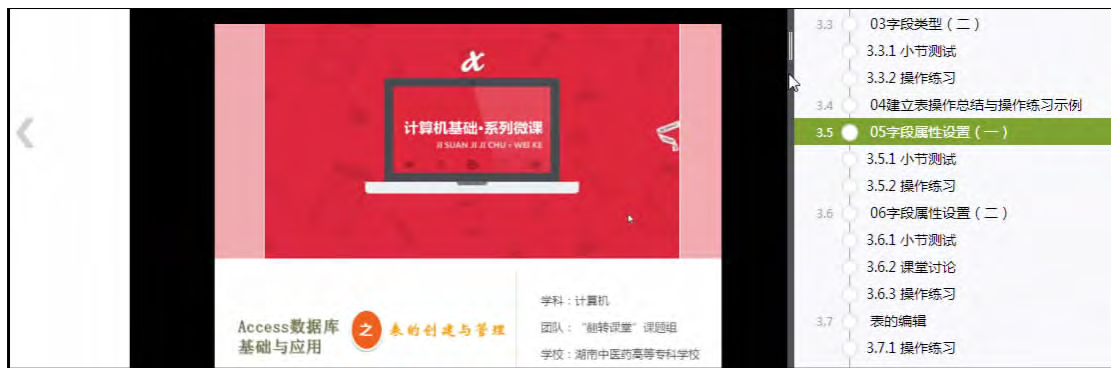 计算机基础·系列微课
JI SUAN JI JI CHU · WEI KE
Access数据库
基础与应用
之
表的创建与管理
学科：计算机
团队：“翻转课堂”课题组
学校：湖南中医药高等专科学校
3.3 03字段类型（二）
3.3.1 小节测试
3.3.2 操作练习
3.4 04建立表操作总结与操作练习示例
3.5 05字段属性设置（一）
3.5.1 小节测试
3.5.2 操作练习
3.6 06字段属性设置（二）
3.6.1 小节测试
3.6.2 课堂讨论
3.6.3 操作练习
3.7 表的编辑
3.7.1 操作练习